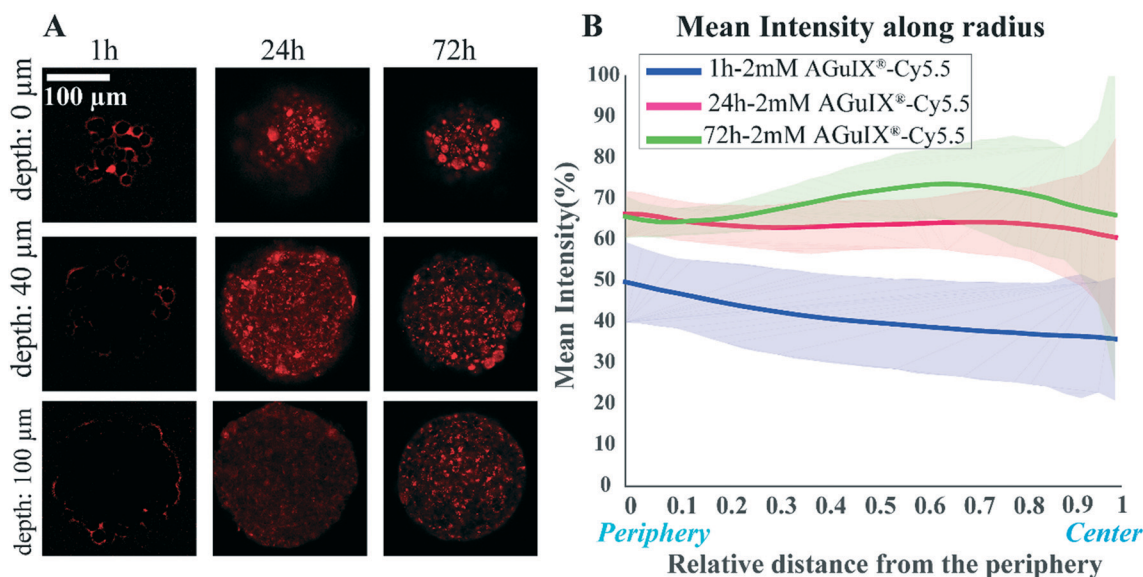 A
1h 24h 72h
100 µm
depth: 0 µm
depth: 40 µm
depth: 100 µm
B Mean Intensity along radius
1h-2mM AGuIX®-Cy5.5
24h-2mM AGuIX®-Cy5.5
72h-2mM AGuIX®-Cy5.5
Mean Intensity(%)
100
90
80
70
60
50
40
30
20
10
0
0 0.1 0.2 0.3 0.4 0.5 0.6 0.7 0.8 0.9 1
Periphery Center
Relative distance from the periphery